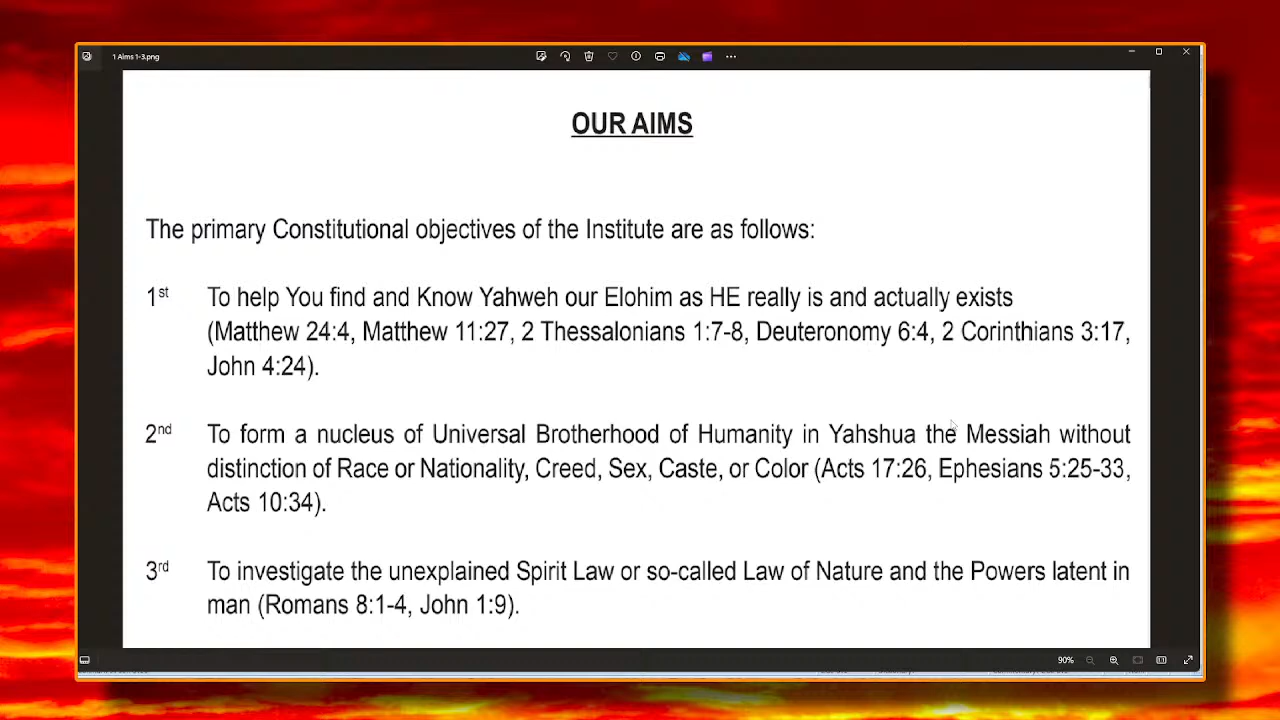 1 Aims 1-3.png
OUR AIMS
The primary Constitutional objectives of the Institute are as follows:
1st To help You find and Know Yahweh our Elohim as HE really is and actually exists
(Matthew 24:4, Matthew 11:27, 2 Thessalonians 1:7-8, Deuteronomy 6:4, 2 Corinthians 3:17,
John 4:24).
2nd To form a nucleus of Universal Brotherhood of Humanity in Yahshua the Messiah without
distinction of Race or Nationality, Creed, Sex, Caste, or Color (Acts 17:26, Ephesians 5:25-33,
Acts 10:34).
3rd To investigate the unexplained Spirit Law or so-called Law of Nature and the Powers latent in
man (Romans 8:1-4, John 1:9).
90%